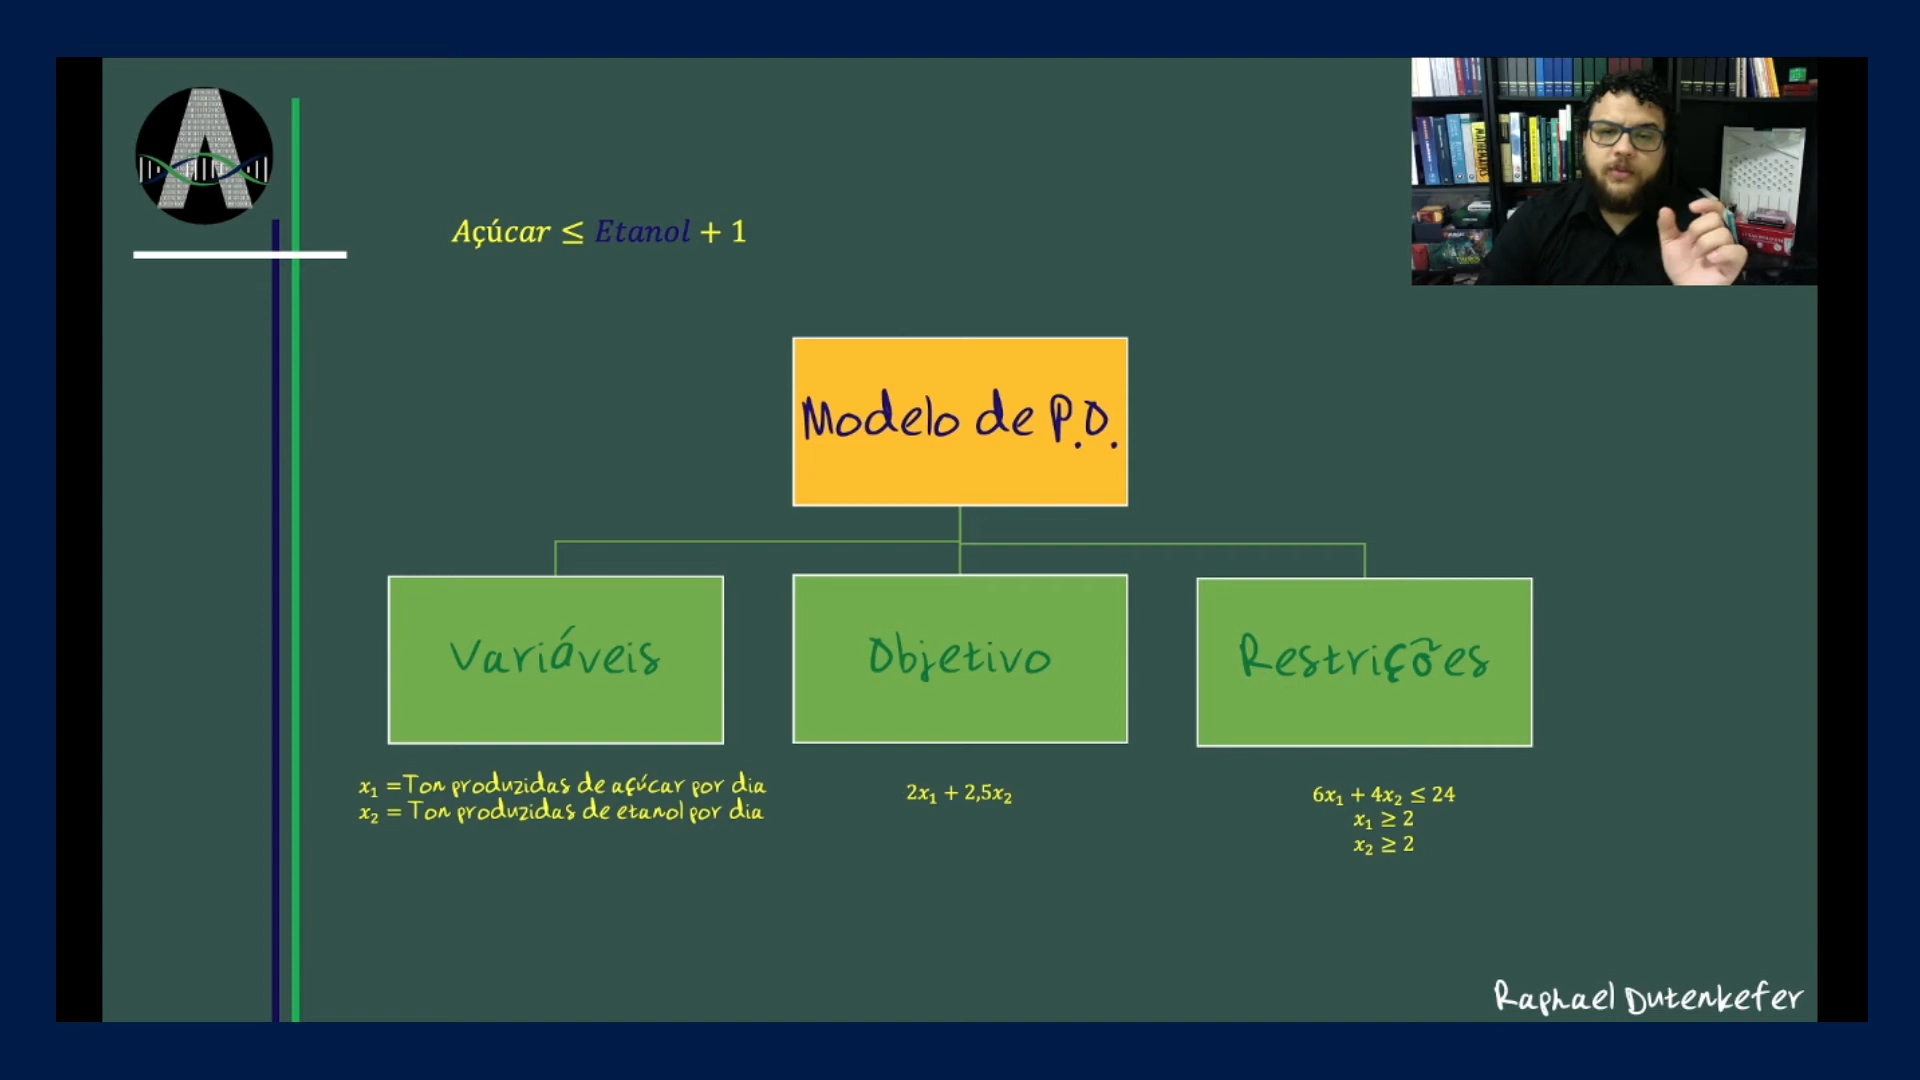 Açúcar ≤ Etanol + 1
Modelo de P.O.
Variáveis
Objetivo
Restrições
x₁ =Ton produzidas de açúcar por dia
x₂ = Ton produzidas de etanol por dia
2x₁ + 2,5x₂
6x₁ + 4x₂ ≤ 24
x₁ ≥ 2
x₂ ≥ 2
Raphael Dutenkefer